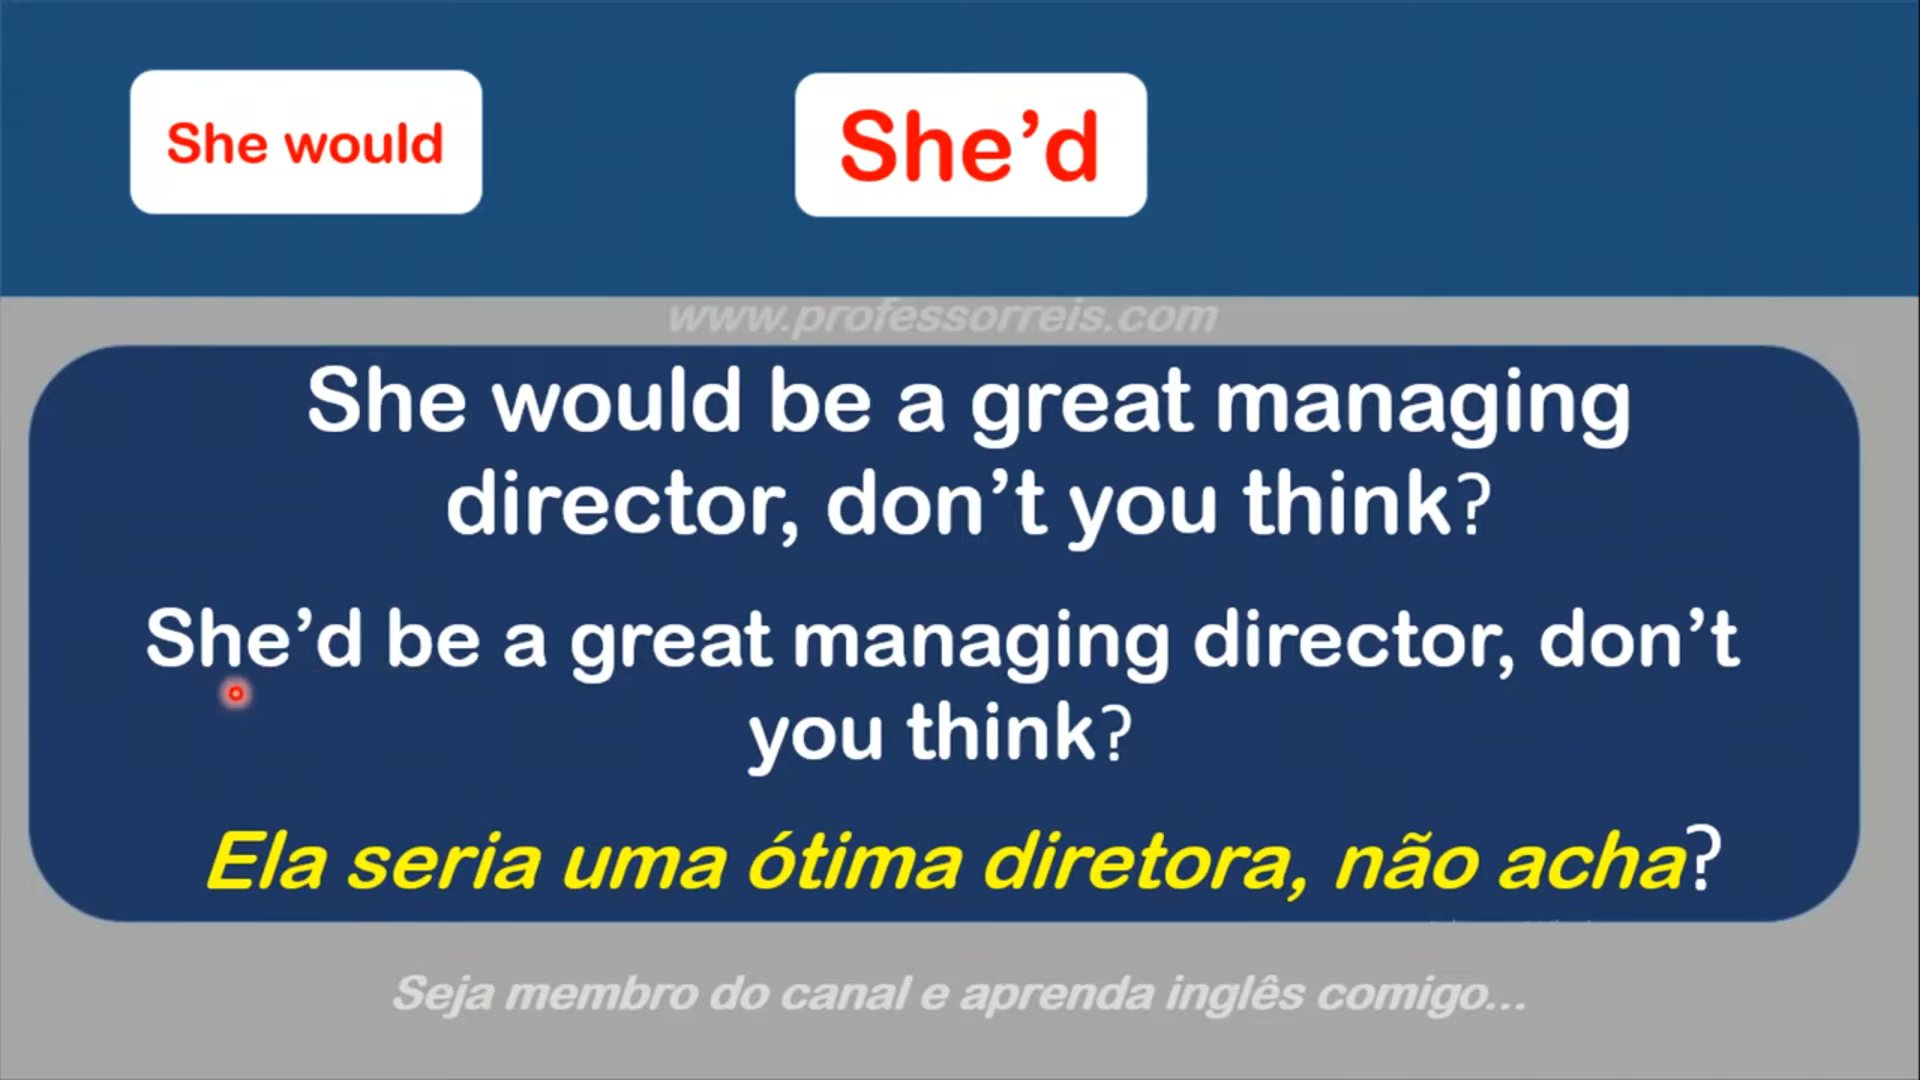 She would
She’d
www.professorreis.com
She would be a great managing
director, don’t you think?
She’d be a great managing director, don’t
you think?
Ela seria uma ótima diretora, não acha?
Seja membro do canal e aprenda inglês comigo...